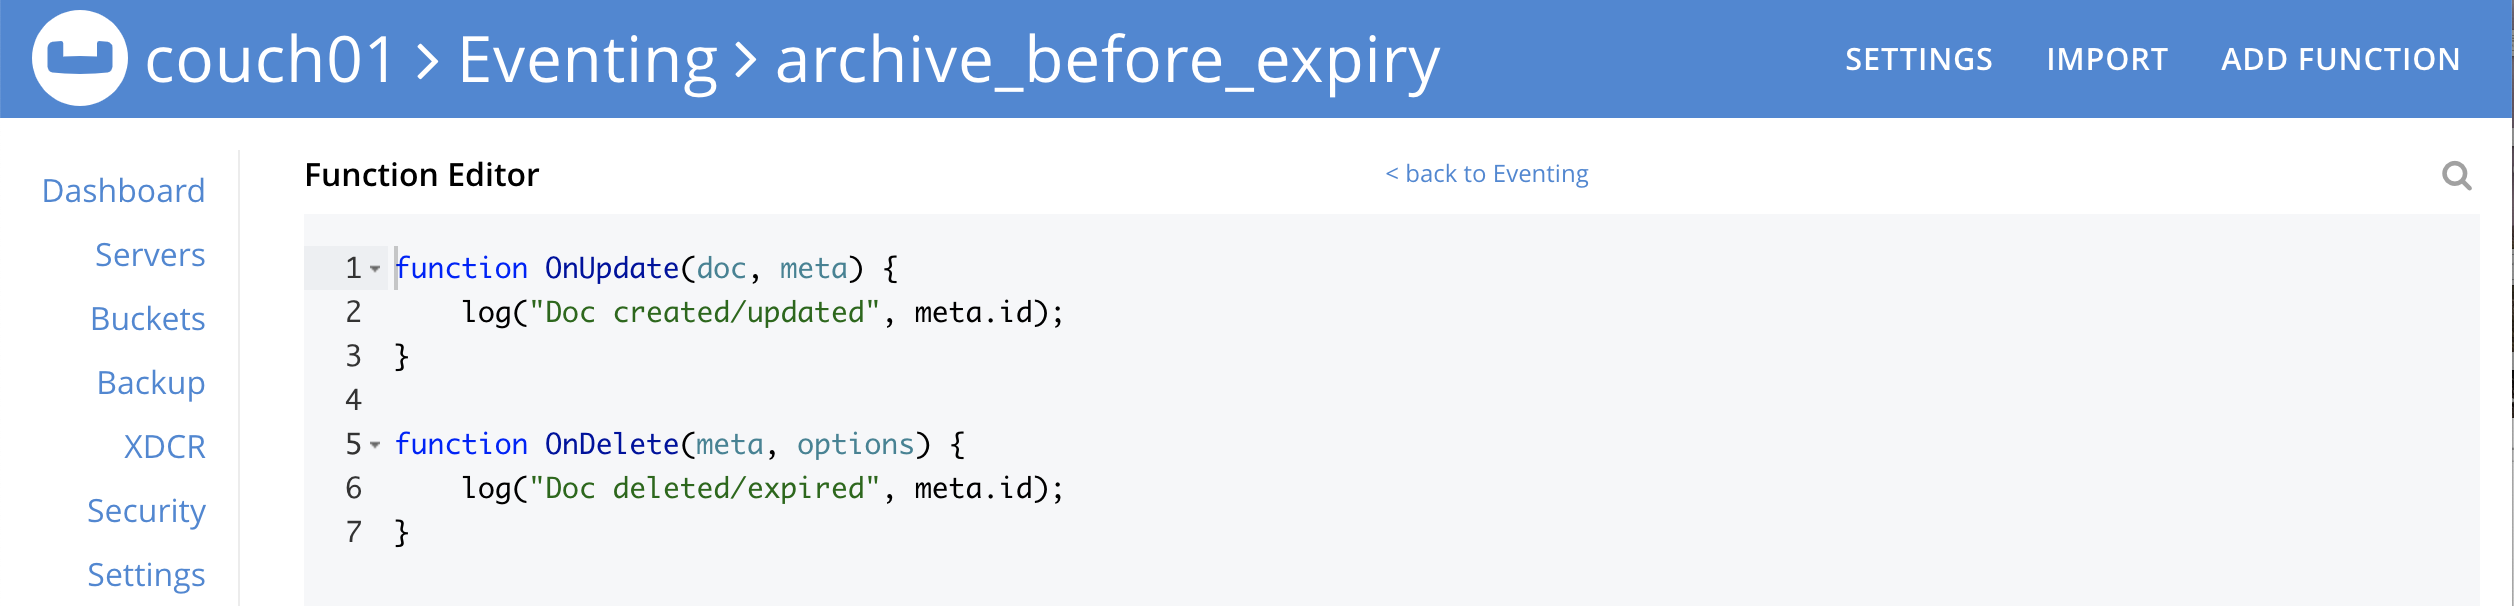 couch01 > Eventing > archive_before_expiry
SETTINGS IMPORT ADD FUNCTION
Dashboard
Servers
Buckets
Backup
XDCR
Security
Settings
Function Editor
< back to Eventing
1 function OnUpdate(doc, meta) {
2     log("Doc created/updated", meta.id);
3 }
4
5 function OnDelete(meta, options) {
6     log("Doc deleted/expired", meta.id);
7 }